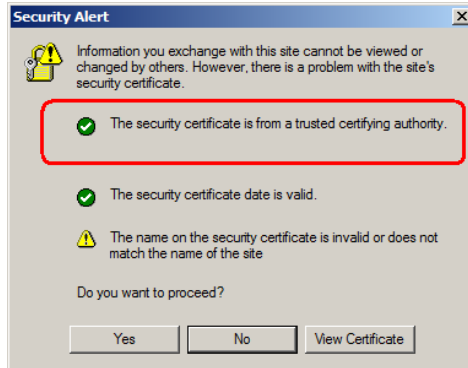 Security Alert
Information you exchange with this site cannot be viewed or
changed by others. However, there is a problem with the site's
security certificate.
The security certificate is from a trusted certifying authority.
The security certificate date is valid.
The name on the security certificate is invalid or does not
match the name of the site
Do you want to proceed?
Yes
No
View Certificate